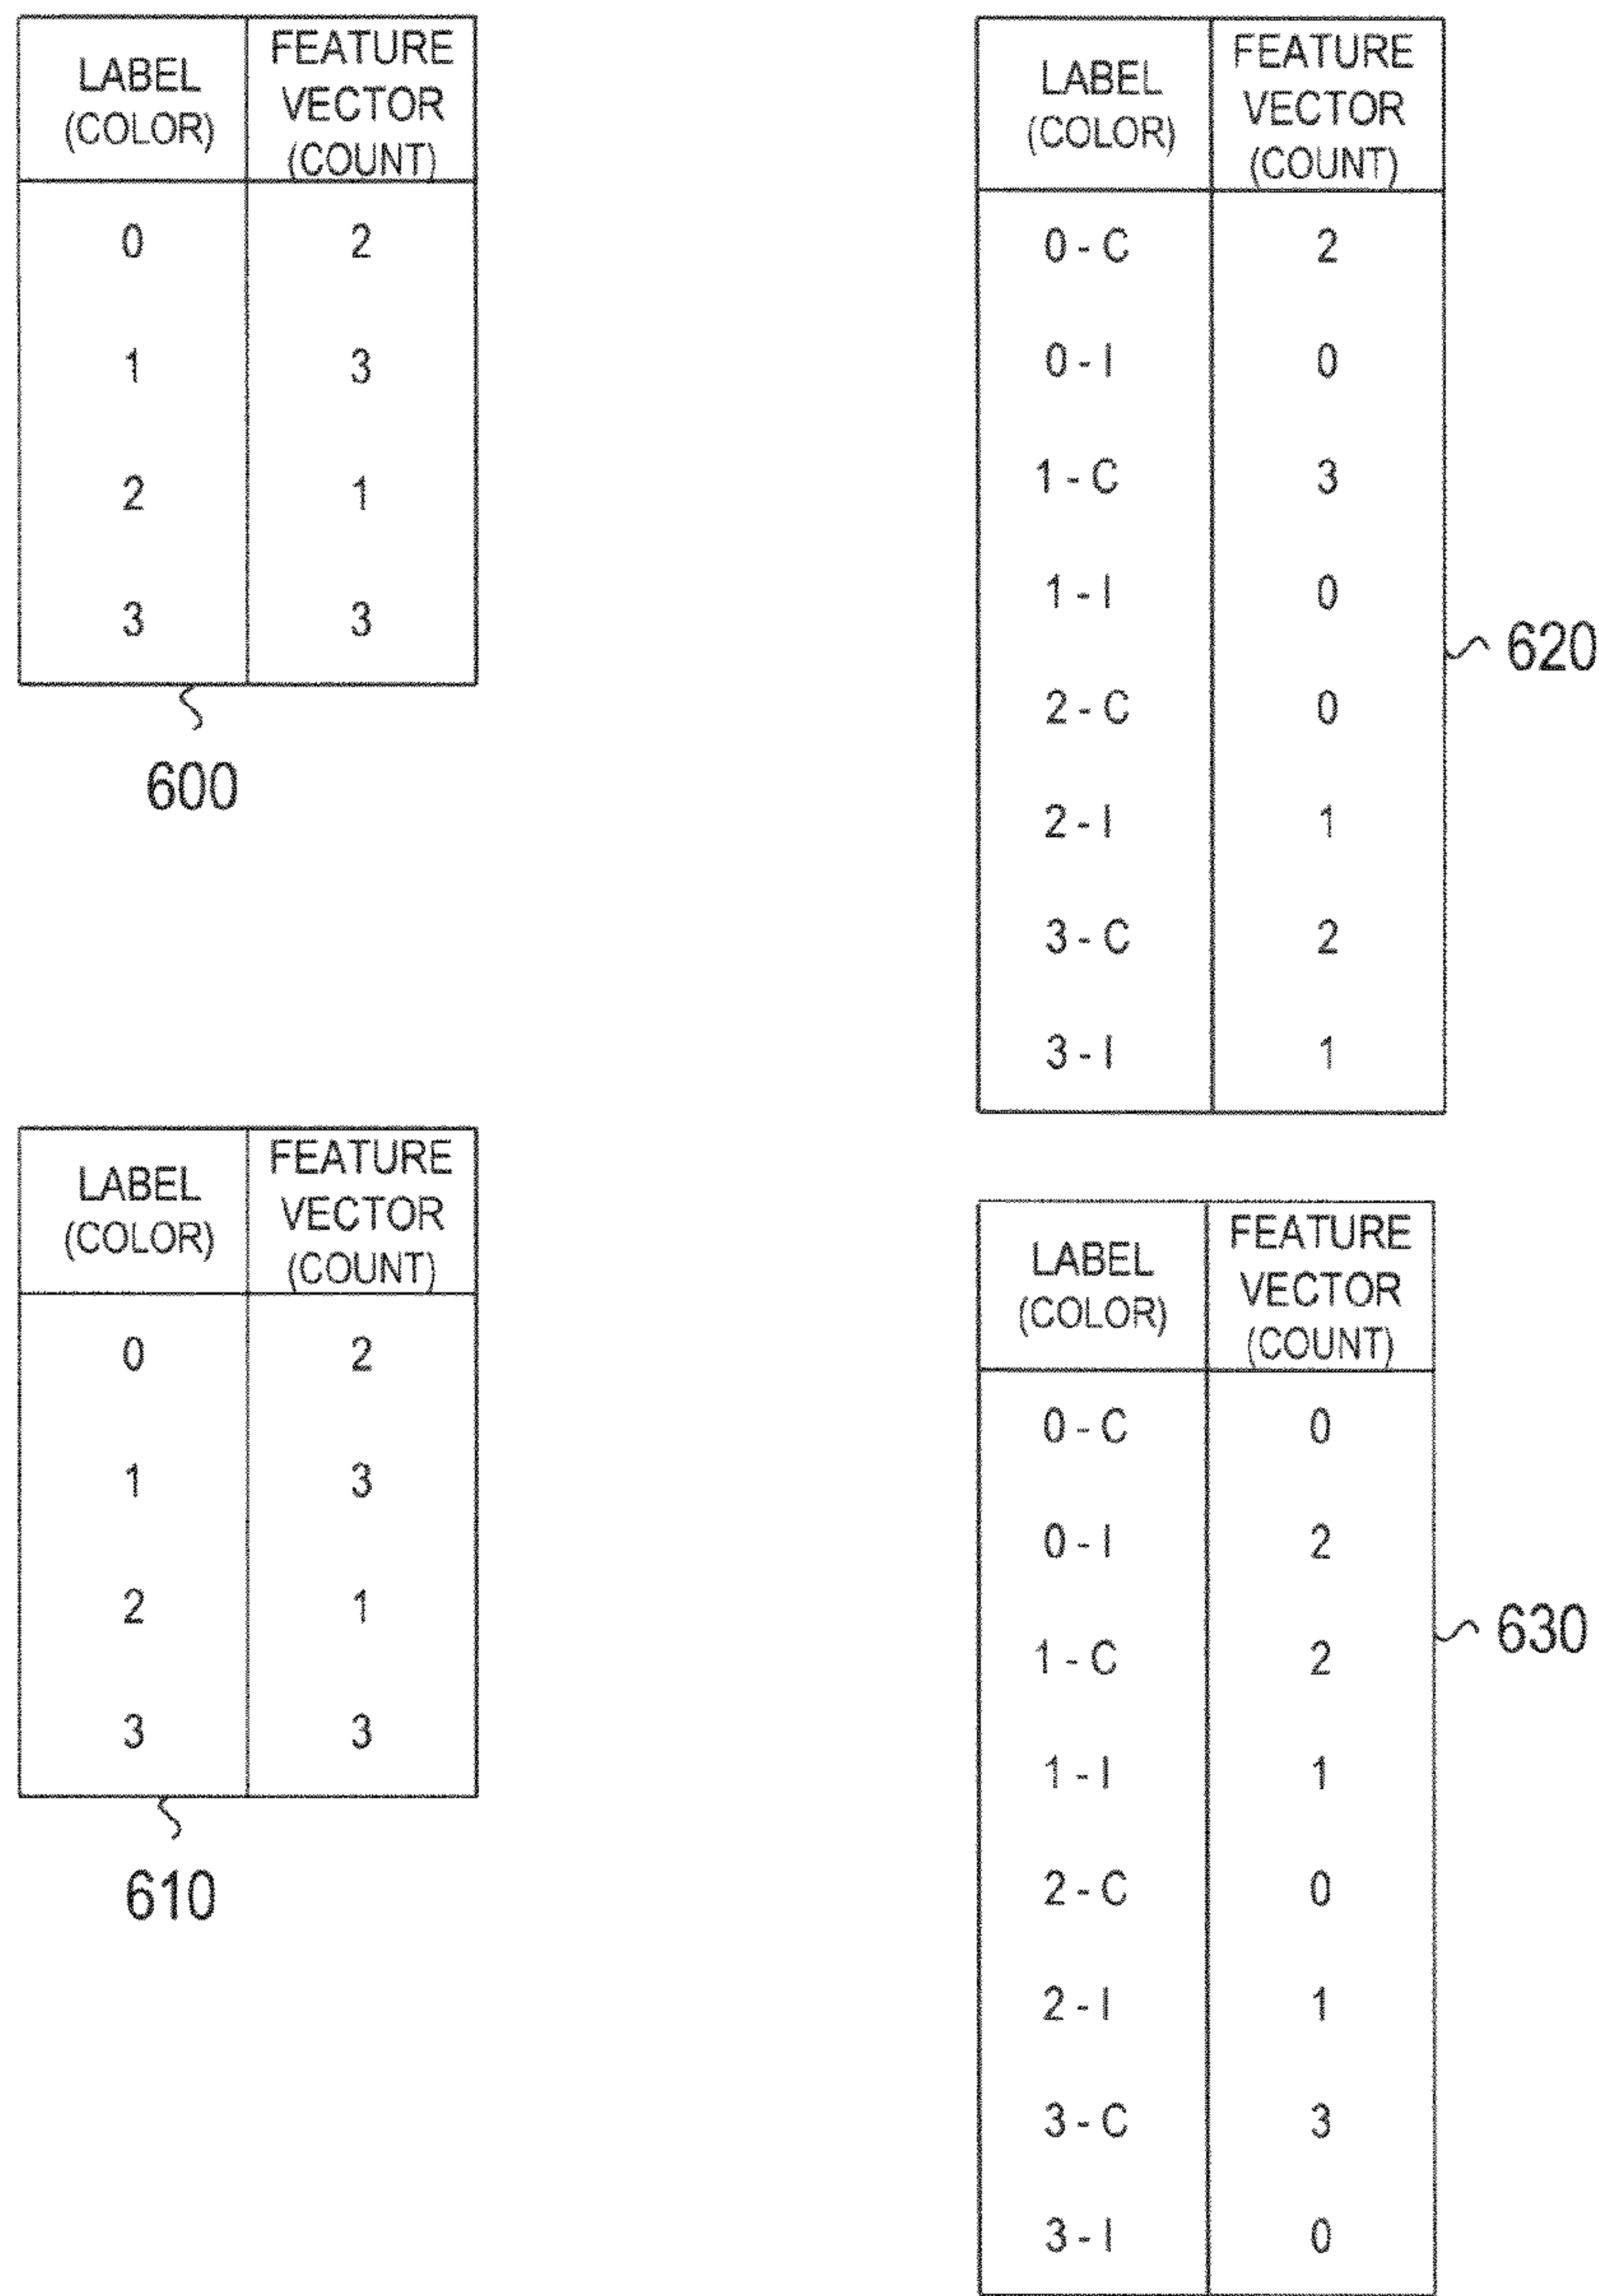 LABEL
(COLOR)
FEATURE
VECTOR
(COUNT)
0 2
1 3
2 1
3 3
600
LABEL
(COLOR)
FEATURE
VECTOR
(COUNT)
0 2
1 3
2 1
3 3
610
LABEL
(COLOR)
FEATURE
VECTOR
(COUNT)
0 - C 2
0 - I 0
1 - C 3
1 - I 0
2 - C 0
2 - I 1
3 - C 2
3 - I 1
620
LABEL
(COLOR)
FEATURE
VECTOR
(COUNT)
0 - C 0
0 - I 2
1 - C 2
1 - I 1
2 - C 0
2 - I 1
3 - C 3
3 - I 0
630